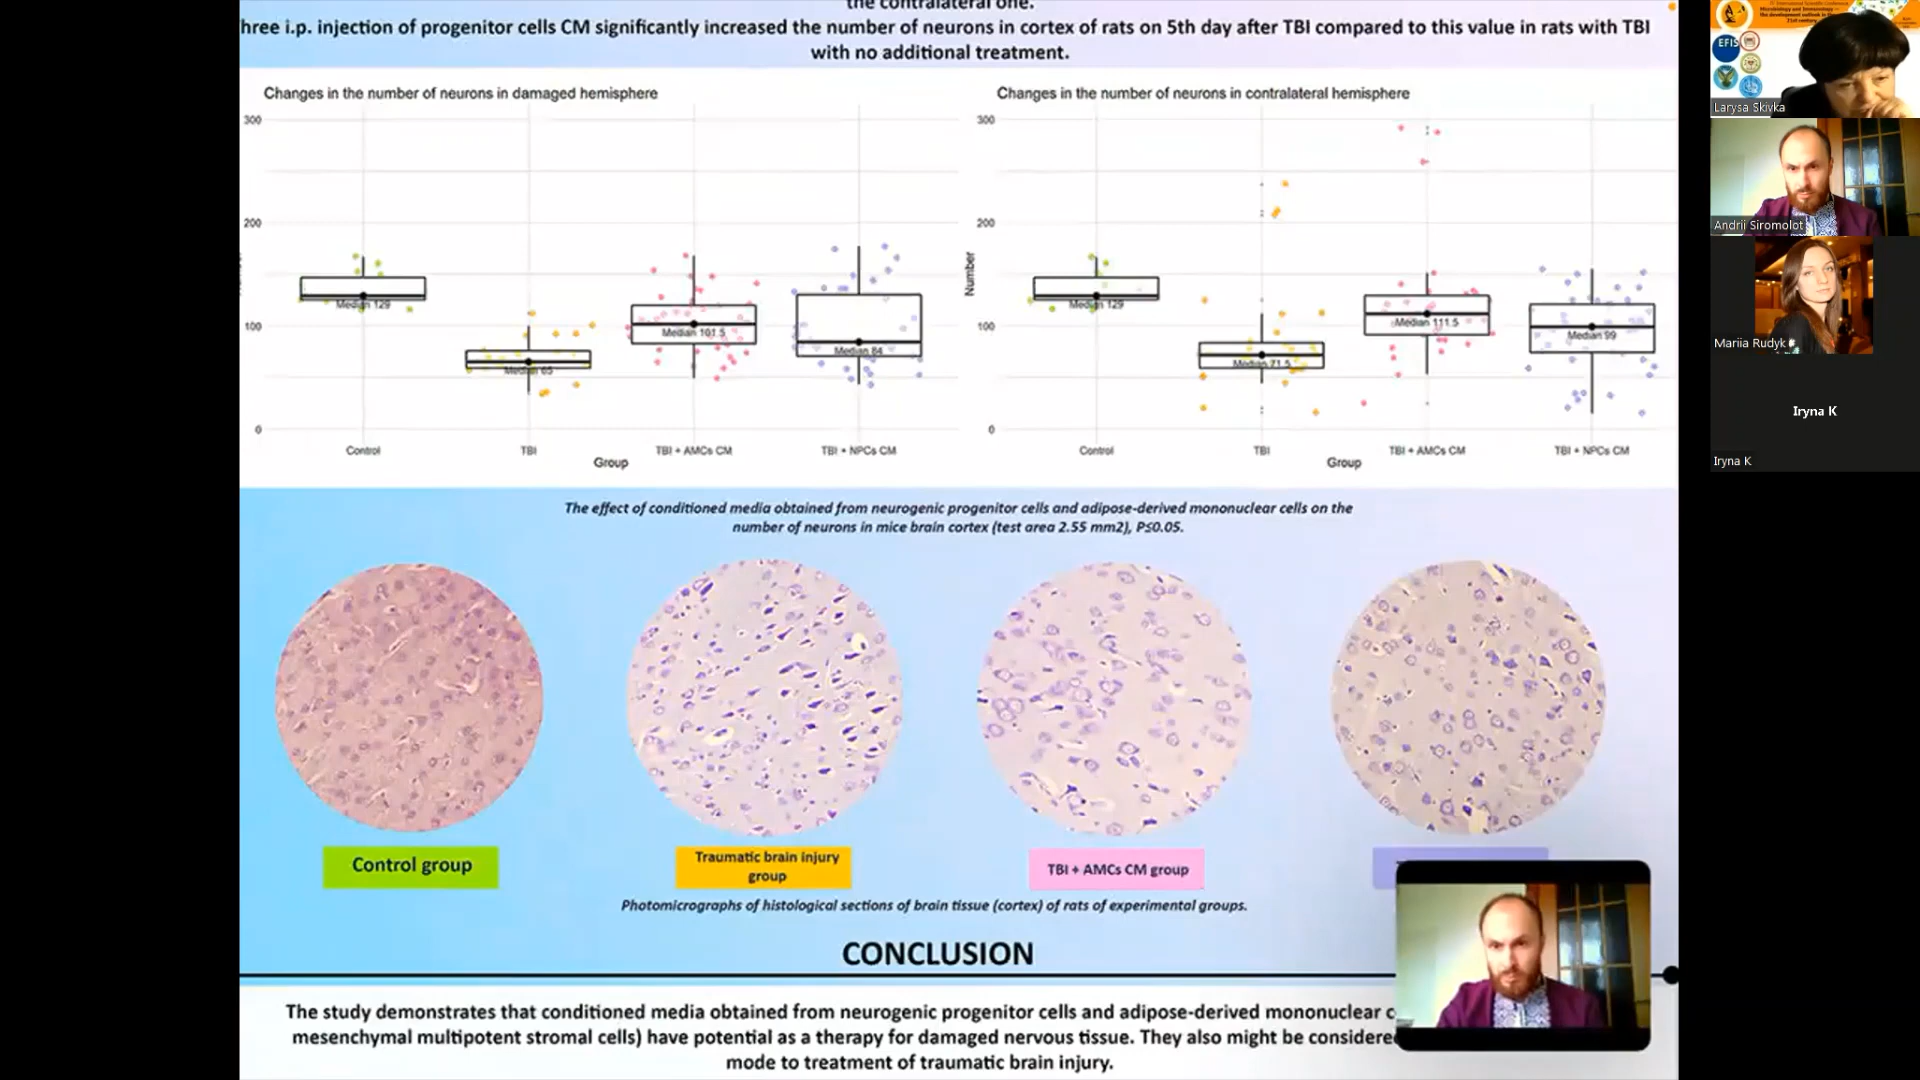 the contralateral one.
hree i.p. injection of progenitor cells CM significantly increased the number of neurons in cortex of rats on 5th day after TBI compared to this value in rats with TBI
with no additional treatment.
Changes in the number of neurons in damaged hemisphere
300
200
100
0
Median 129
Median 65
Median 101.5
Median 84
Control
TBI
TBI + AMCs CM
TBI + NPCs CM
Group
Changes in the number of neurons in contralateral hemisphere
Number
300
200
100
0
Median 129
Median 71.5
Median 111.5
Median 99
Control
TBI
TBI + AMCs CM
TBI + NPCs CM
Group
The effect of conditioned media obtained from neurogenic progenitor cells and adipose-derived mononuclear cells on the
number of neurons in mice brain cortex (test area 2.55 mm2), P≤0.05.
Control group
Traumatic brain injury
group
TBI + AMCs CM group
Photomicrographs of histological sections of brain tissue (cortex) of rats of experimental groups.
CONCLUSION
The study demonstrates that conditioned media obtained from neurogenic progenitor cells and adipose-derived mononuclear c
mesenchymal multipotent stromal cells) have potential as a therapy for damaged nervous tissue. They also might be considere
mode to treatment of traumatic brain injury.
EFIS
Larysa Skivka
Andrii Siromolot
Mariia Rudyk
Iryna K
Iryna K